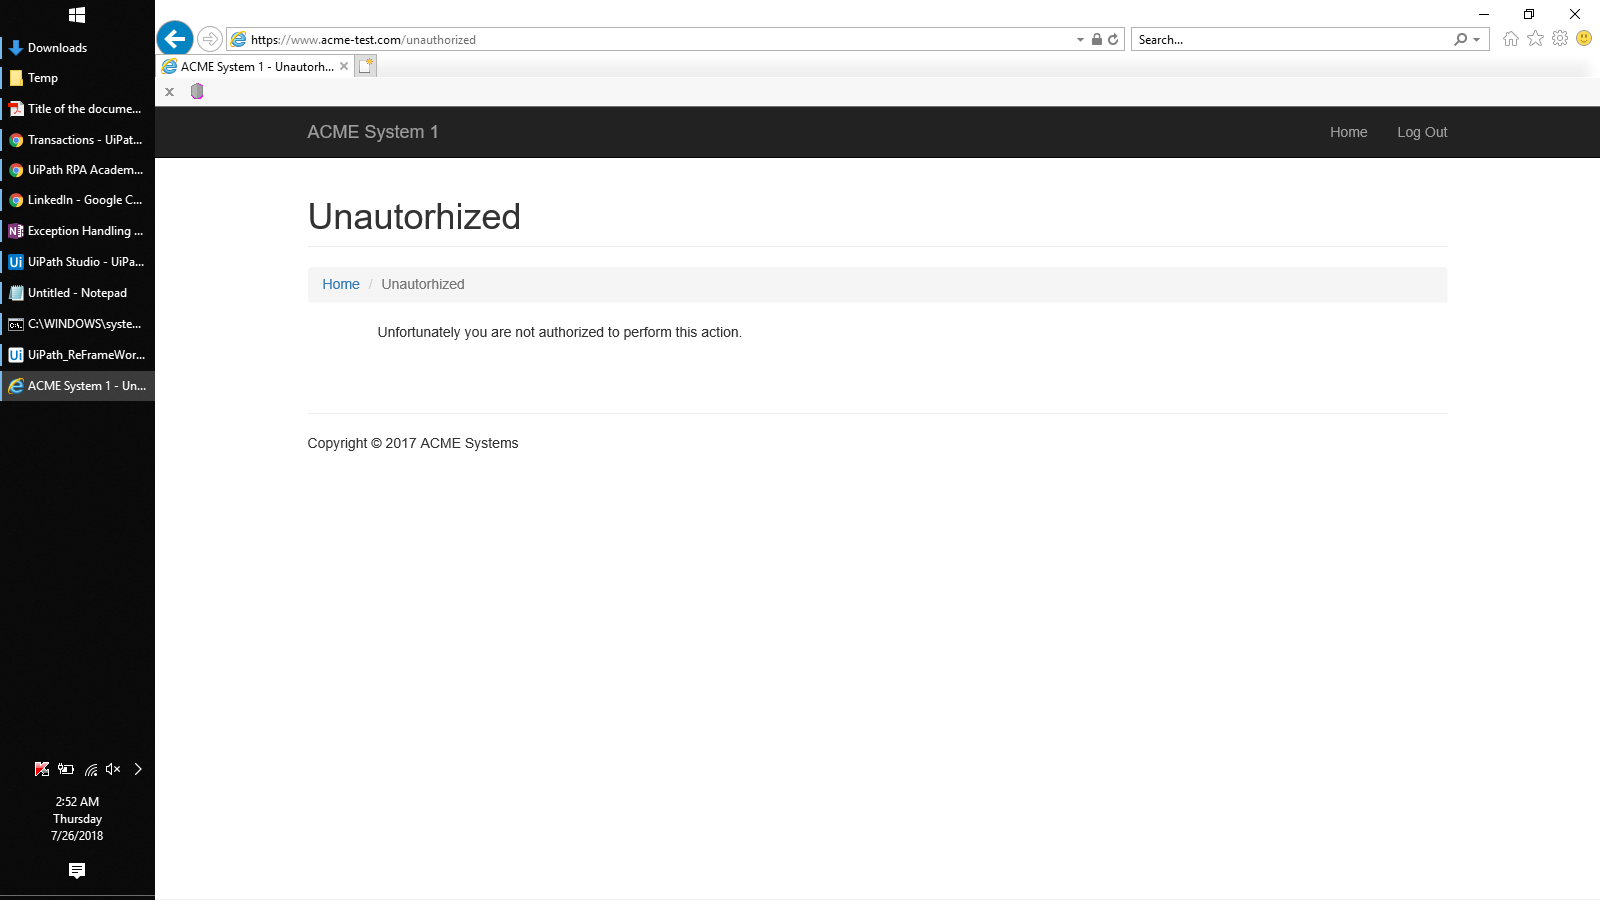 Downloads
Temp
Title of the docume...
Transactions - UiPat...
UiPath RPA Academ...
LinkedIn - Google C...
Exception Handling ...
UiPath Studio - UiPa...
Untitled - Notepad
C:\WINDOWS\syste...
UiPath_ReFrameWor...
ACME System 1 - Un...
2:52 AM
Thursday
7/26/2018
https://www.acme-test.com/unauthorized
Search...
ACME System 1 - Unautorh...
ACME System 1
Home
Log Out
Unautorhized
Home / Unautorhized
Unfortunately you are not authorized to perform this action.
Copyright © 2017 ACME Systems